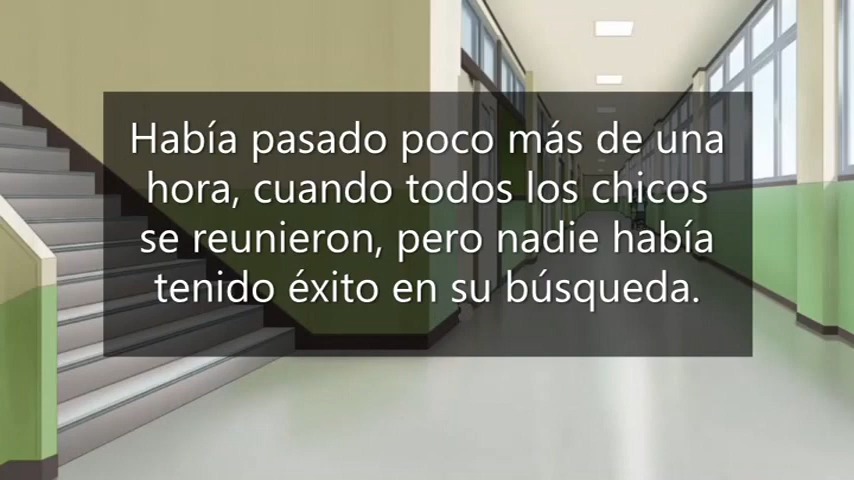 Había pasado poco más de una
hora, cuando todos los chicos
se reunieron, pero nadie había
tenido éxito en su búsqueda.